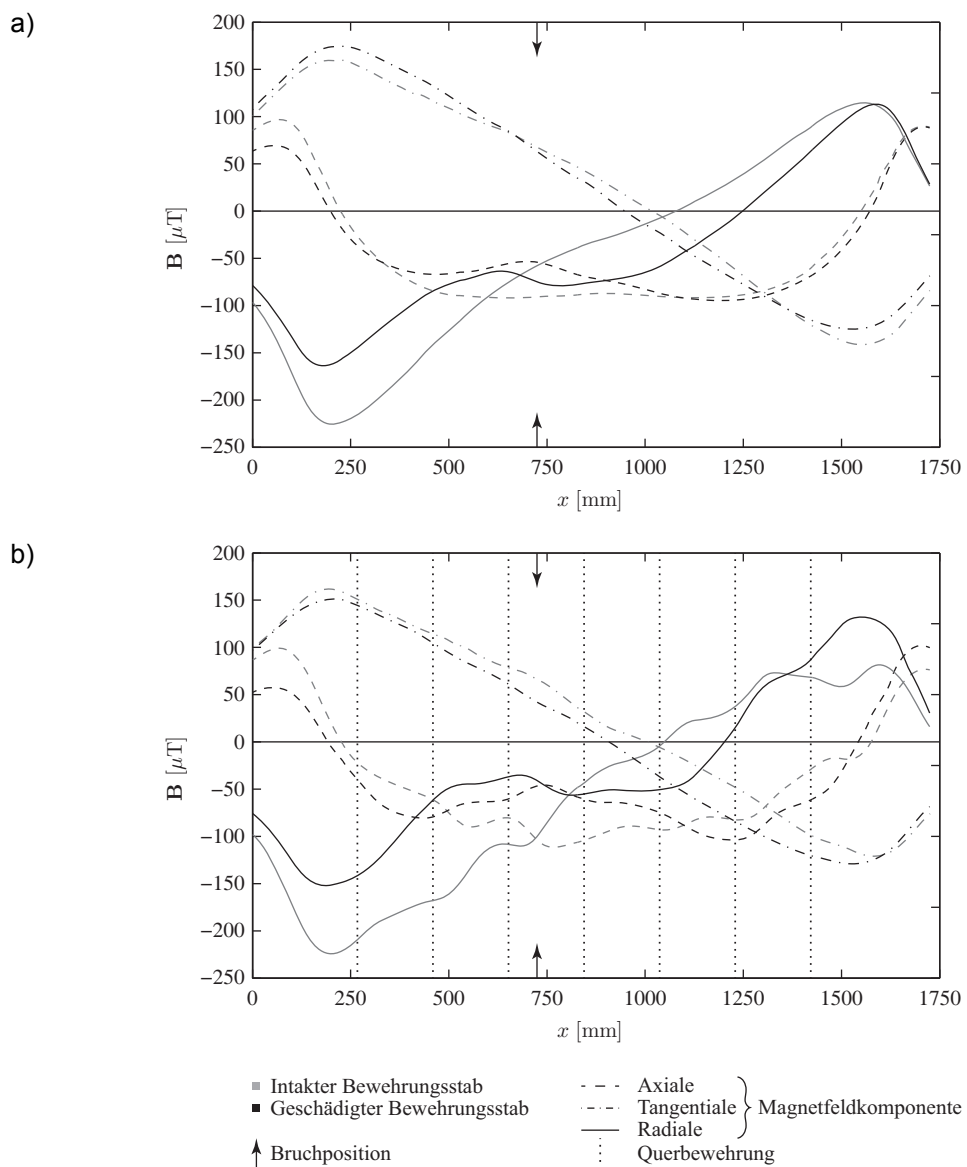 a)
200
150
100
50
0
−50
−100
−150
−200
−250
B [μT]
0 250 500 750 1000 1250 1500 1750
x [mm]
b)
200
150
100
50
0
−50
−100
−150
−200
−250
B [μT]
0 250 500 750 1000 1250 1500 1750
x [mm]
Intakter Bewehrungsstab
Geschädigter Bewehrungsstab
Bruchposition
Axiale
Tangentiale
Radiale
Magnetfeldkomponente
Querbewehrung